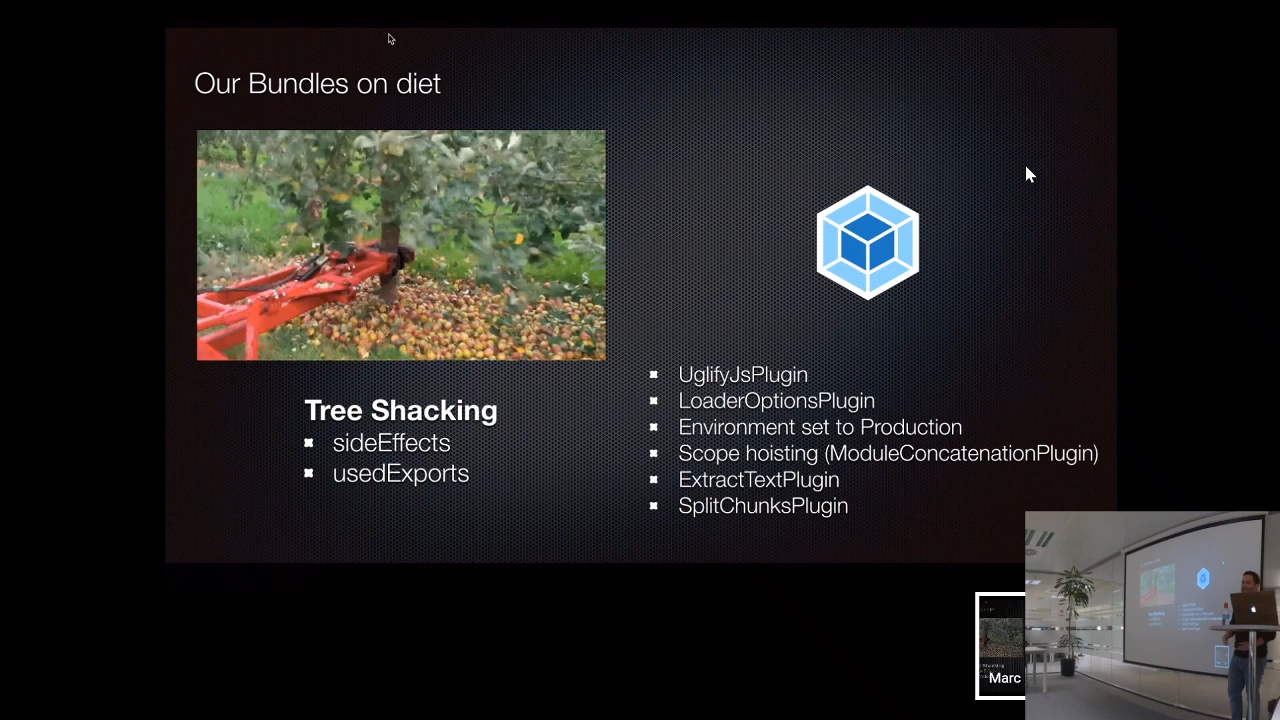 Our Bundles on diet
Tree Shacking
sideEffects
usedExports
UglifyJsPlugin
LoaderOptionsPlugin
Environment set to Production
Scope hoisting (ModuleConcatenationPlugin)
ExtractTextPlugin
SplitChunksPlugin
Marc